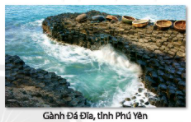 Gành Đá Đĩa, tỉnh Phú Yên